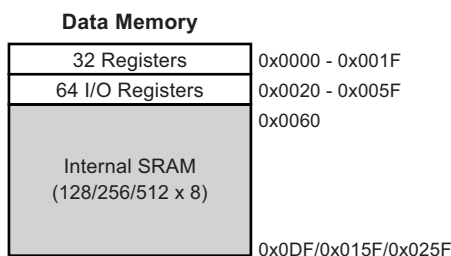 Data Memory
32 Registers 0x0000 - 0x001F
64 I/O Registers 0x0020 - 0x005F
0x0060
Internal SRAM
(128/256/512 x 8)
0x0DF/0x015F/0x025F